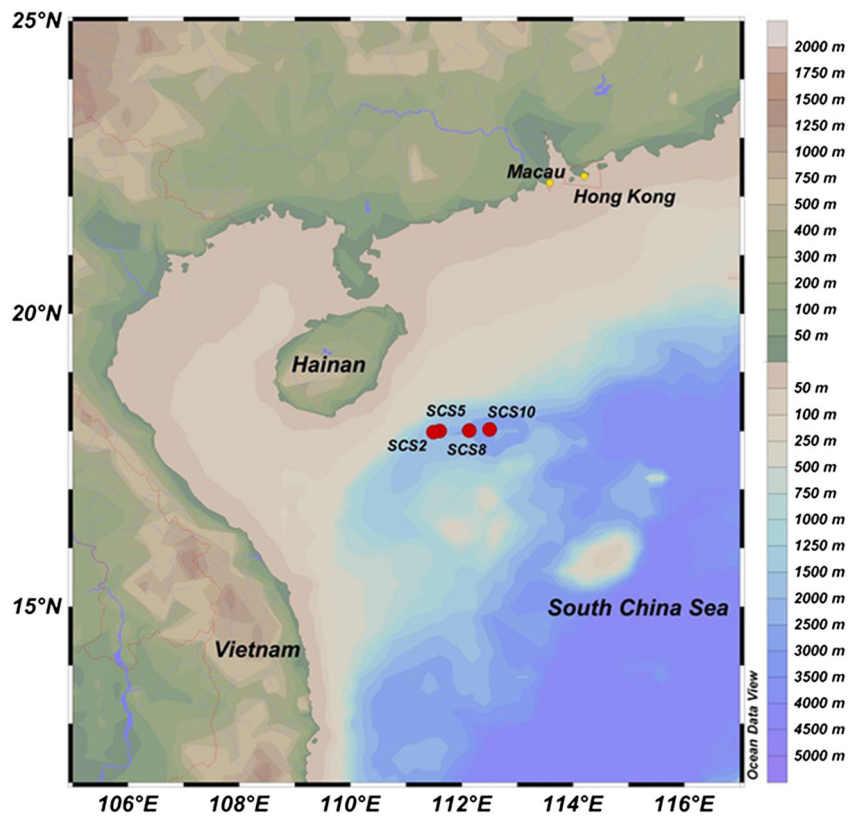 25°N
20°N
15°N
Macau
Hong Kong
Hainan
SCS5
SCS10
SCS2
SCS8
South China Sea
Vietnam
Ocean Data View
106°E
108°E
110°E
112°E
114°E
116°E
2000 m
1750 m
1500 m
1250 m
1000 m
750 m
500 m
400 m
300 m
200 m
100 m
50 m
50 m
100 m
250 m
500 m
750 m
1000 m
1250 m
1500 m
2000 m
2500 m
3000 m
3500 m
4000 m
4500 m
5000 m